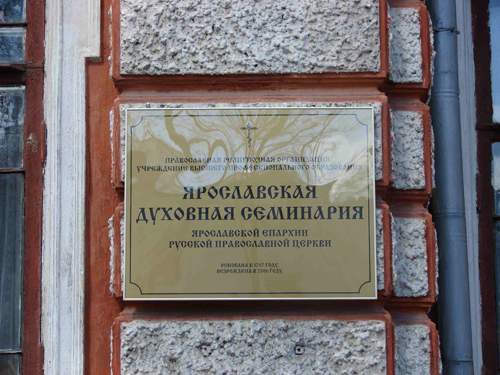 ПРАВОСЛАВНАЯ РЕЛИГИОЗНАЯ ОРГАНИЗАЦИЯ
УЧРЕЖДЕНИЕ ВЫСШЕГО ПРОФЕССИОНАЛЬНОГО ОБРАЗОВАНИЯ
ЯРОСЛАВСКАЯ
ДУХОВНАЯ СЕМИНАРИЯ
ЯРОСЛАВСКОЙ ЕПАРХИИ
РУССКОЙ ПРАВОСЛАВНОЙ ЦЕРКВИ
ОСНОВАНА В 1747 ГОДУ
ВОЗРОЖДЕНА В 2006 ГОДУ